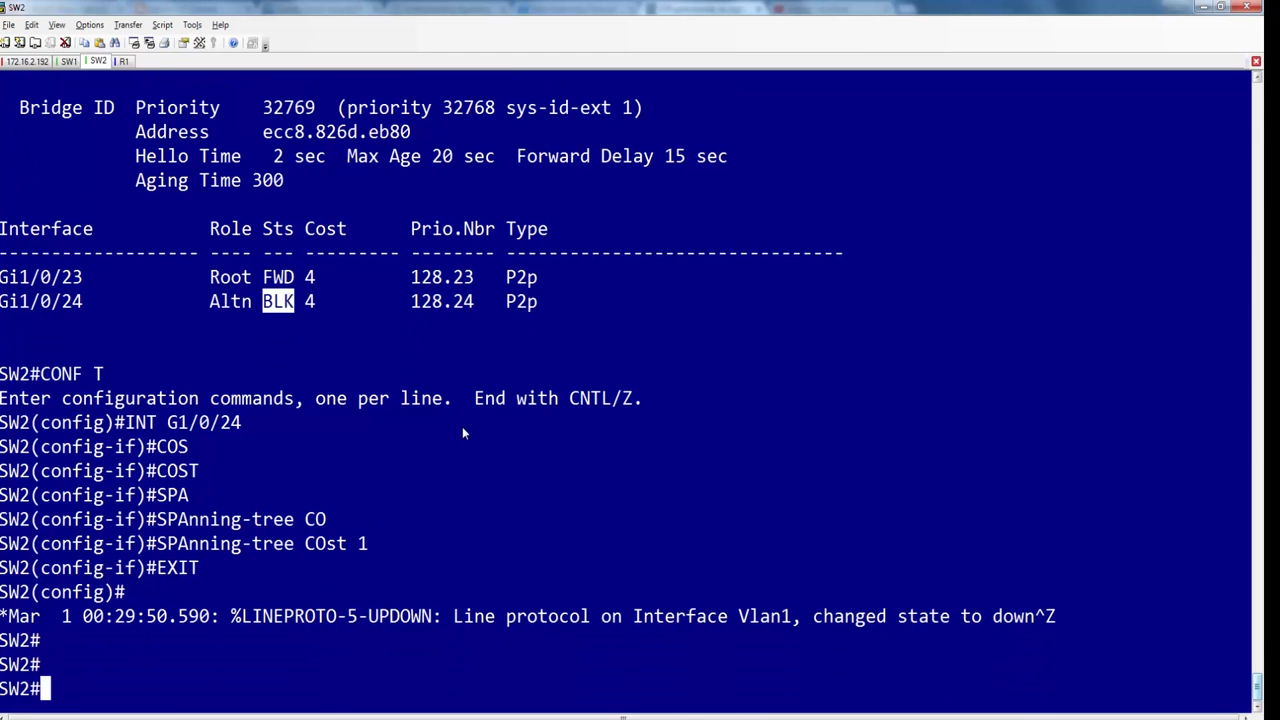 SW2
File Edit View Options Transfer Script Tools Help
172.16.2.192 SW1 SW2 R1
Bridge ID Priority 32769 (priority 32768 sys-id-ext 1)
Address ecc8.826d.eb80
Hello Time 2 sec Max Age 20 sec Forward Delay 15 sec
Aging Time 300
Interface Role Sts Cost Prio.Nbr Type
------------------- ---- --- --------- -------- --------------------------------
Gi1/0/23 Root FWD 4 128.23 P2p
Gi1/0/24 Altn BLK 4 128.24 P2p
SW2#CONF T
Enter configuration commands, one per line. End with CNTL/Z.
SW2(config)#INT G1/0/24
SW2(config-if)#COS
SW2(config-if)#COST
SW2(config-if)#SPA
SW2(config-if)#SPAnning-tree CO
SW2(config-if)#SPAnning-tree COst 1
SW2(config-if)#EXIT
SW2(config)#
*Mar 1 00:29:50.590: %LINEPROTO-5-UPDOWN: Line protocol on Interface Vlan1, changed state to down^Z
SW2#
SW2#
SW2#